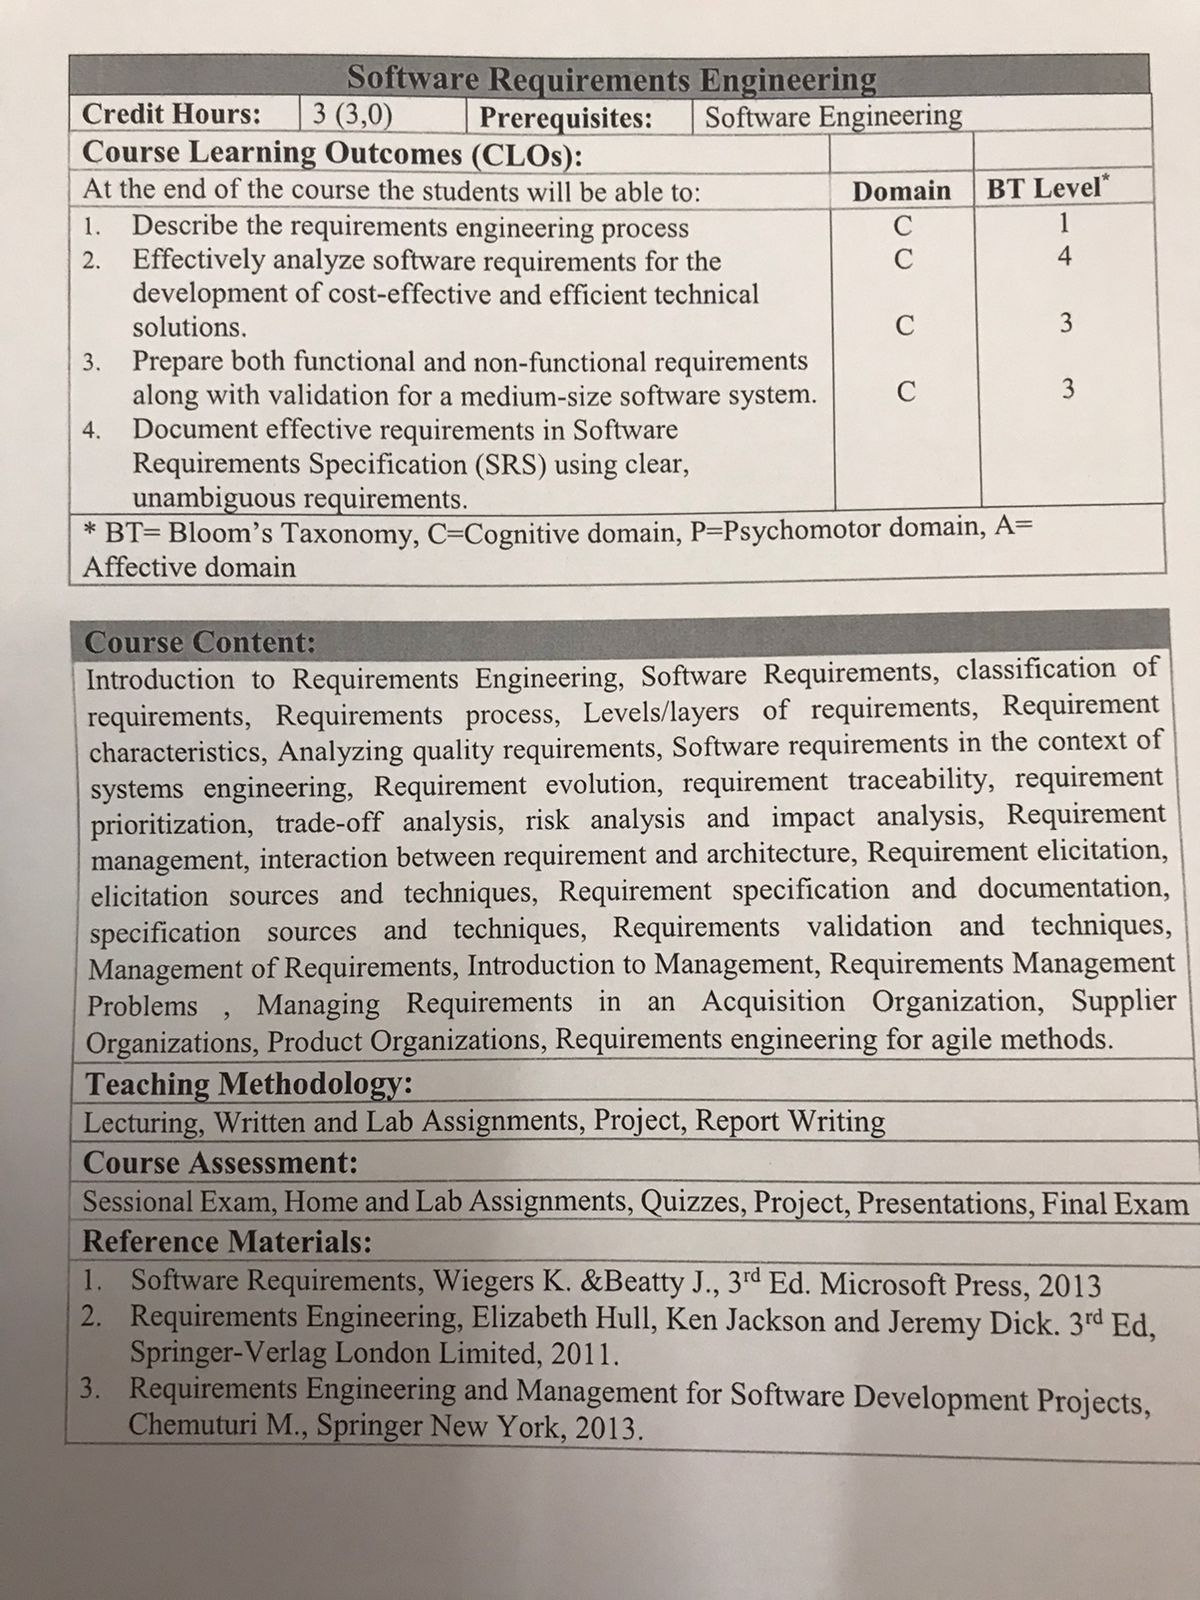 Software Requirements Engineering
Credit Hours: 3 (3,0) Prerequisites: Software Engineering
Course Learning Outcomes (CLOs):
At the end of the course the students will be able to: Domain BT Level*
1. Describe the requirements engineering process C 1
2. Effectively analyze software requirements for the C 4
development of cost-effective and efficient technical
solutions. C 3
3. Prepare both functional and non-functional requirements
along with validation for a medium-size software system. C 3
4. Document effective requirements in Software
Requirements Specification (SRS) using clear,
unambiguous requirements.
* BT= Bloom's Taxonomy, C=Cognitive domain, P=Psychomotor domain, A=
Affective domain
Course Content:
Introduction to Requirements Engineering, Software Requirements, classification of
requirements, Requirements process, Levels/layers of requirements, Requirement
characteristics, Analyzing quality requirements, Software requirements in the context of
systems engineering, Requirement evolution, requirement traceability, requirement
prioritization, trade-off analysis, risk analysis and impact analysis, Requirement
management, interaction between requirement and architecture, Requirement elicitation,
elicitation sources and techniques, Requirement specification and documentation,
specification sources and techniques, Requirements validation and techniques,
Management of Requirements, Introduction to Management, Requirements Management
Problems , Managing Requirements in an Acquisition Organization, Supplier
Organizations, Product Organizations, Requirements engineering for agile methods.
Teaching Methodology:
Lecturing, Written and Lab Assignments, Project, Report Writing
Course Assessment:
Sessional Exam, Home and Lab Assignments, Quizzes, Project, Presentations, Final Exam
Reference Materials:
1. Software Requirements, Wiegers K. &Beatty J., 3rd Ed. Microsoft Press, 2013
2. Requirements Engineering, Elizabeth Hull, Ken Jackson and Jeremy Dick. 3rd Ed,
Springer-Verlag London Limited, 2011.
3. Requirements Engineering and Management for Software Development Projects,
Chemuturi M., Springer New York, 2013.